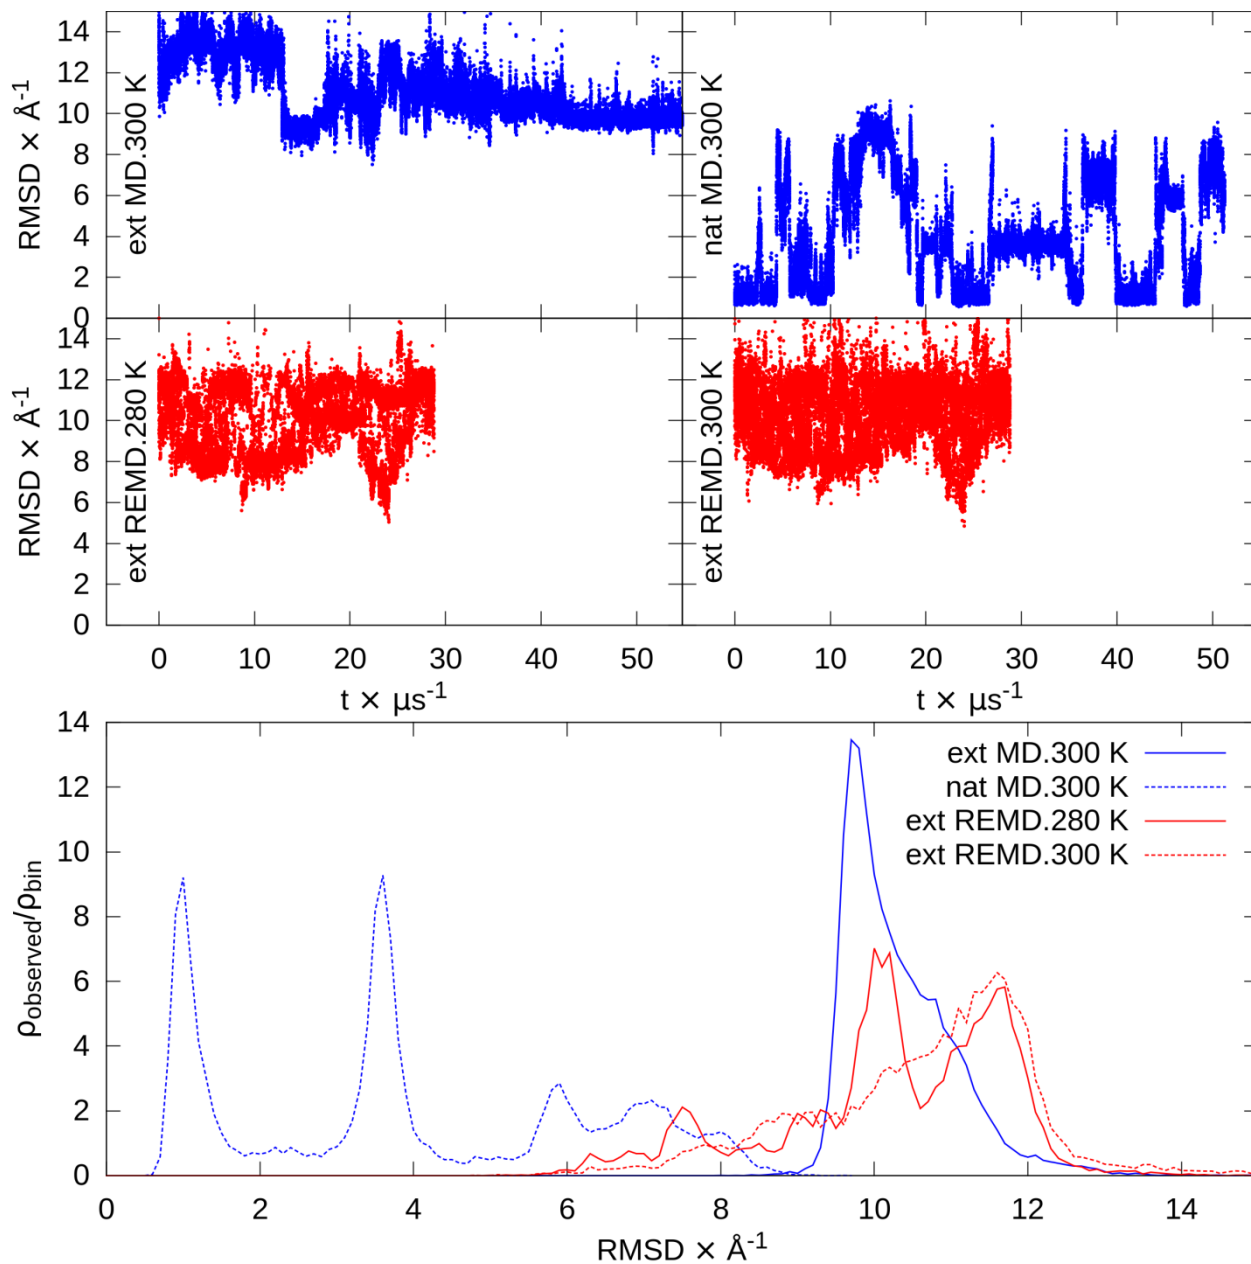 14
12
10
8
6
4
2
0
RMSD × Å⁻¹
ext MD.300 K
nat MD.300 K
14
12
10
8
6
4
2
0
RMSD × Å⁻¹
ext REMD.280 K
ext REMD.300 K
0 10 20 30 40 50
0 10 20 30 40 50
t × µs⁻¹
t × µs⁻¹
14
12
10
8
6
4
2
0
ρobserved/ρbin
ext MD.300 K
nat MD.300 K
ext REMD.280 K
ext REMD.300 K
0 2 4 6 8 10 12 14
RMSD × Å⁻¹